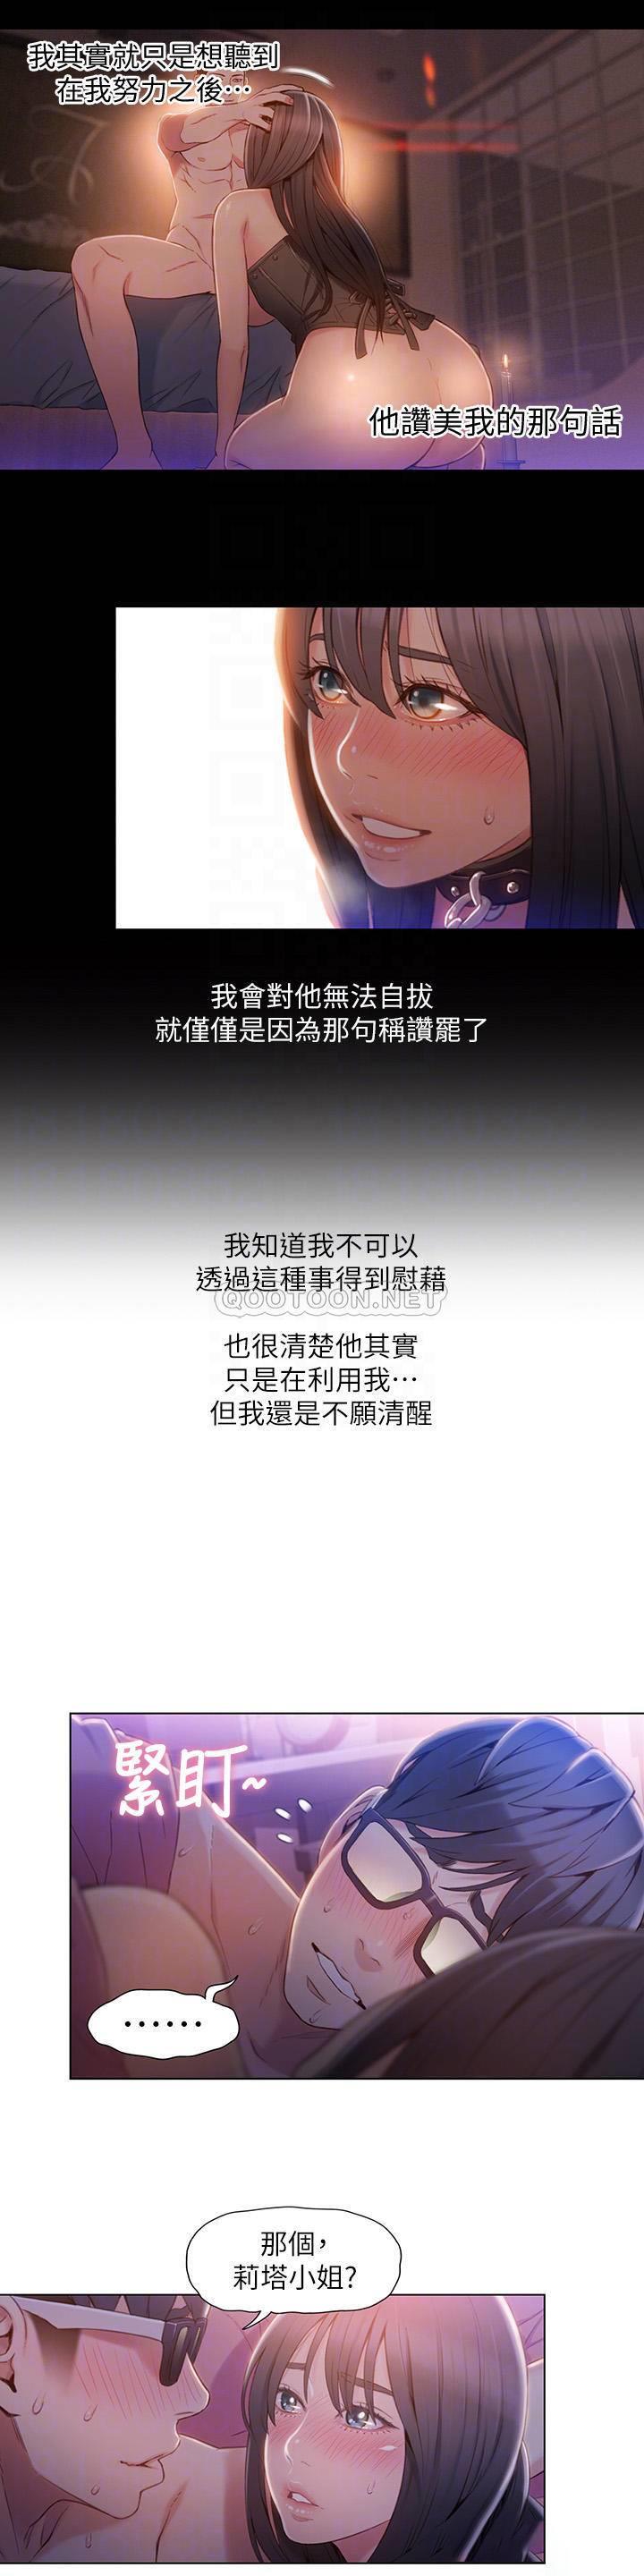 我其實就只是想聽到
在我努力之後…
他讚美我的那句話
我會對他無法自拔
就僅僅是因為那句稱讚罷了
我知道我不可以
透過這種事得到慰藉
QOOTOON.NET
也很清楚他其實
只是在利用我…
但我還是不願清醒
緊盯~
……
那個,
莉塔小姐?